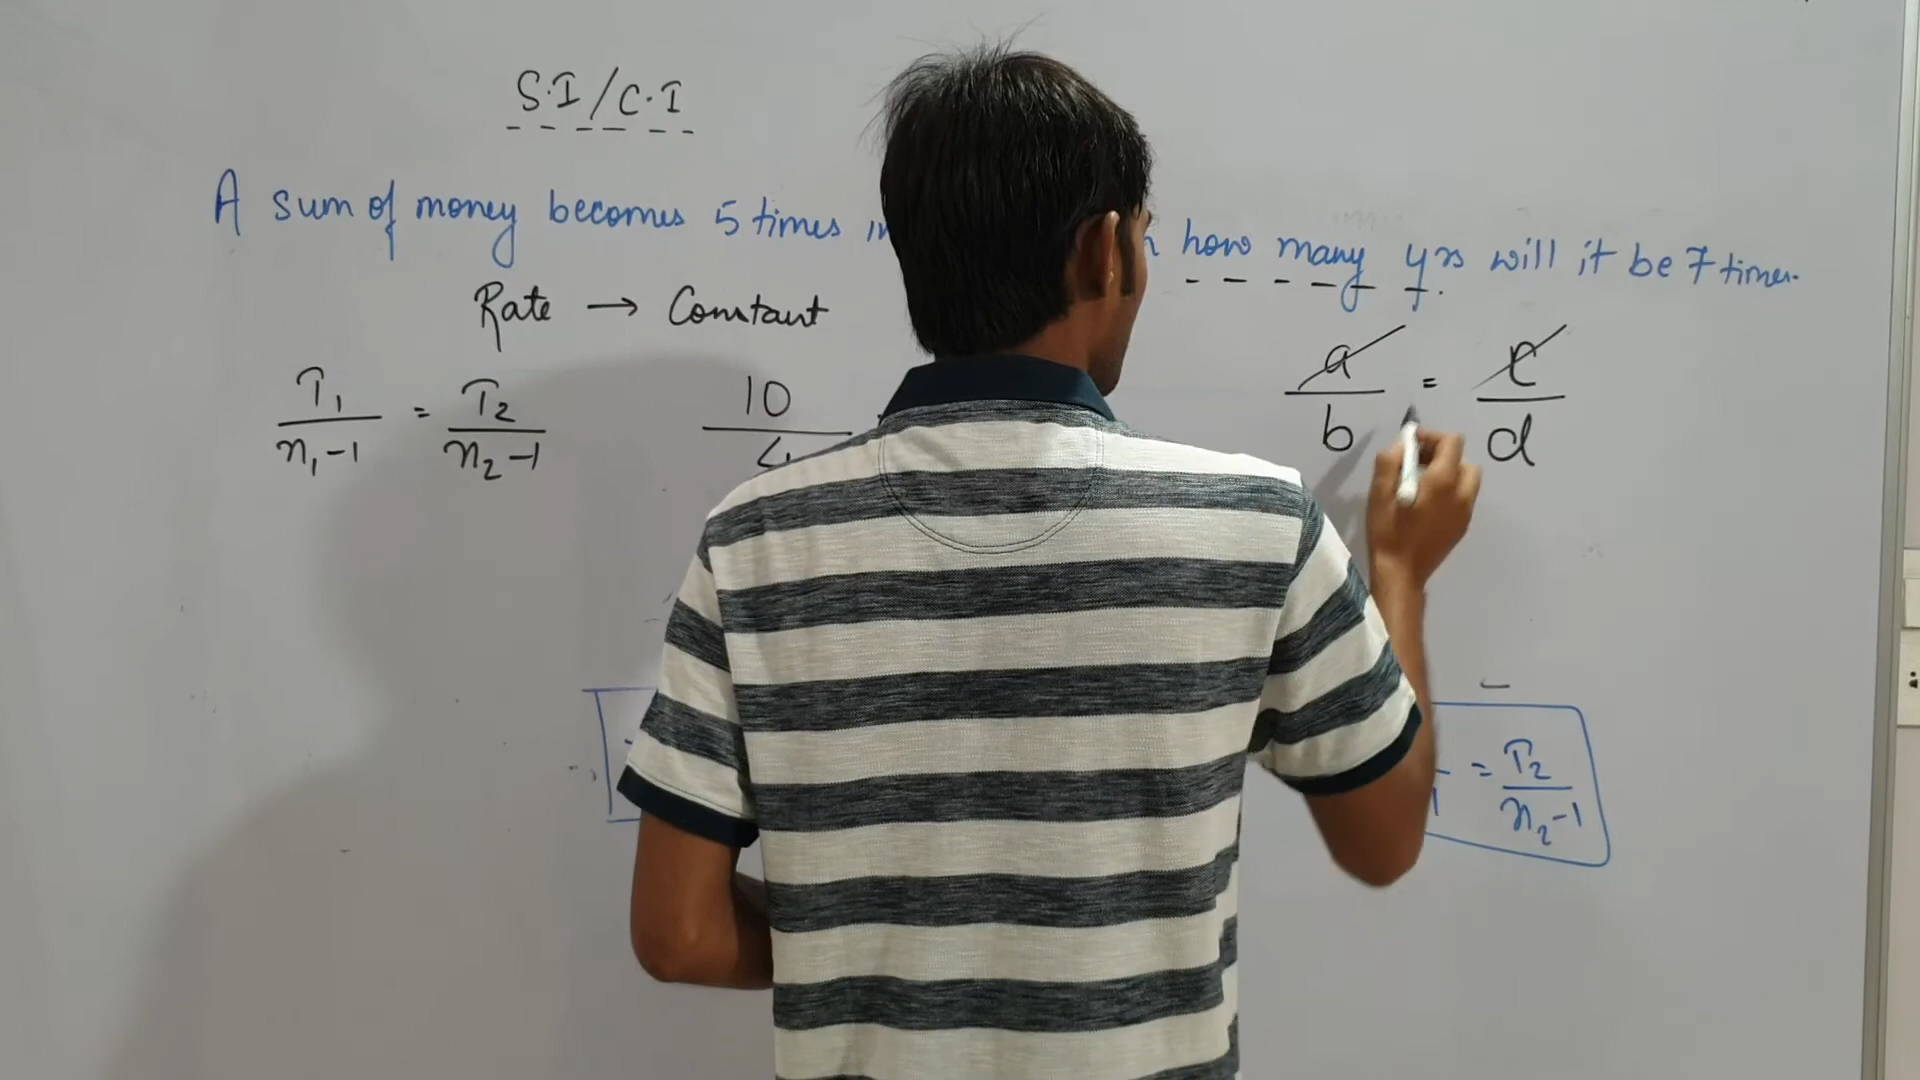 S.I/C.I
A sum of money becomes 5 times how many yrs will it be 7 times.
Rate → Constant
T₁/n₁-1 = T₂/n₂-1
10/4
a/b = c/d
= T₂/n₂-1